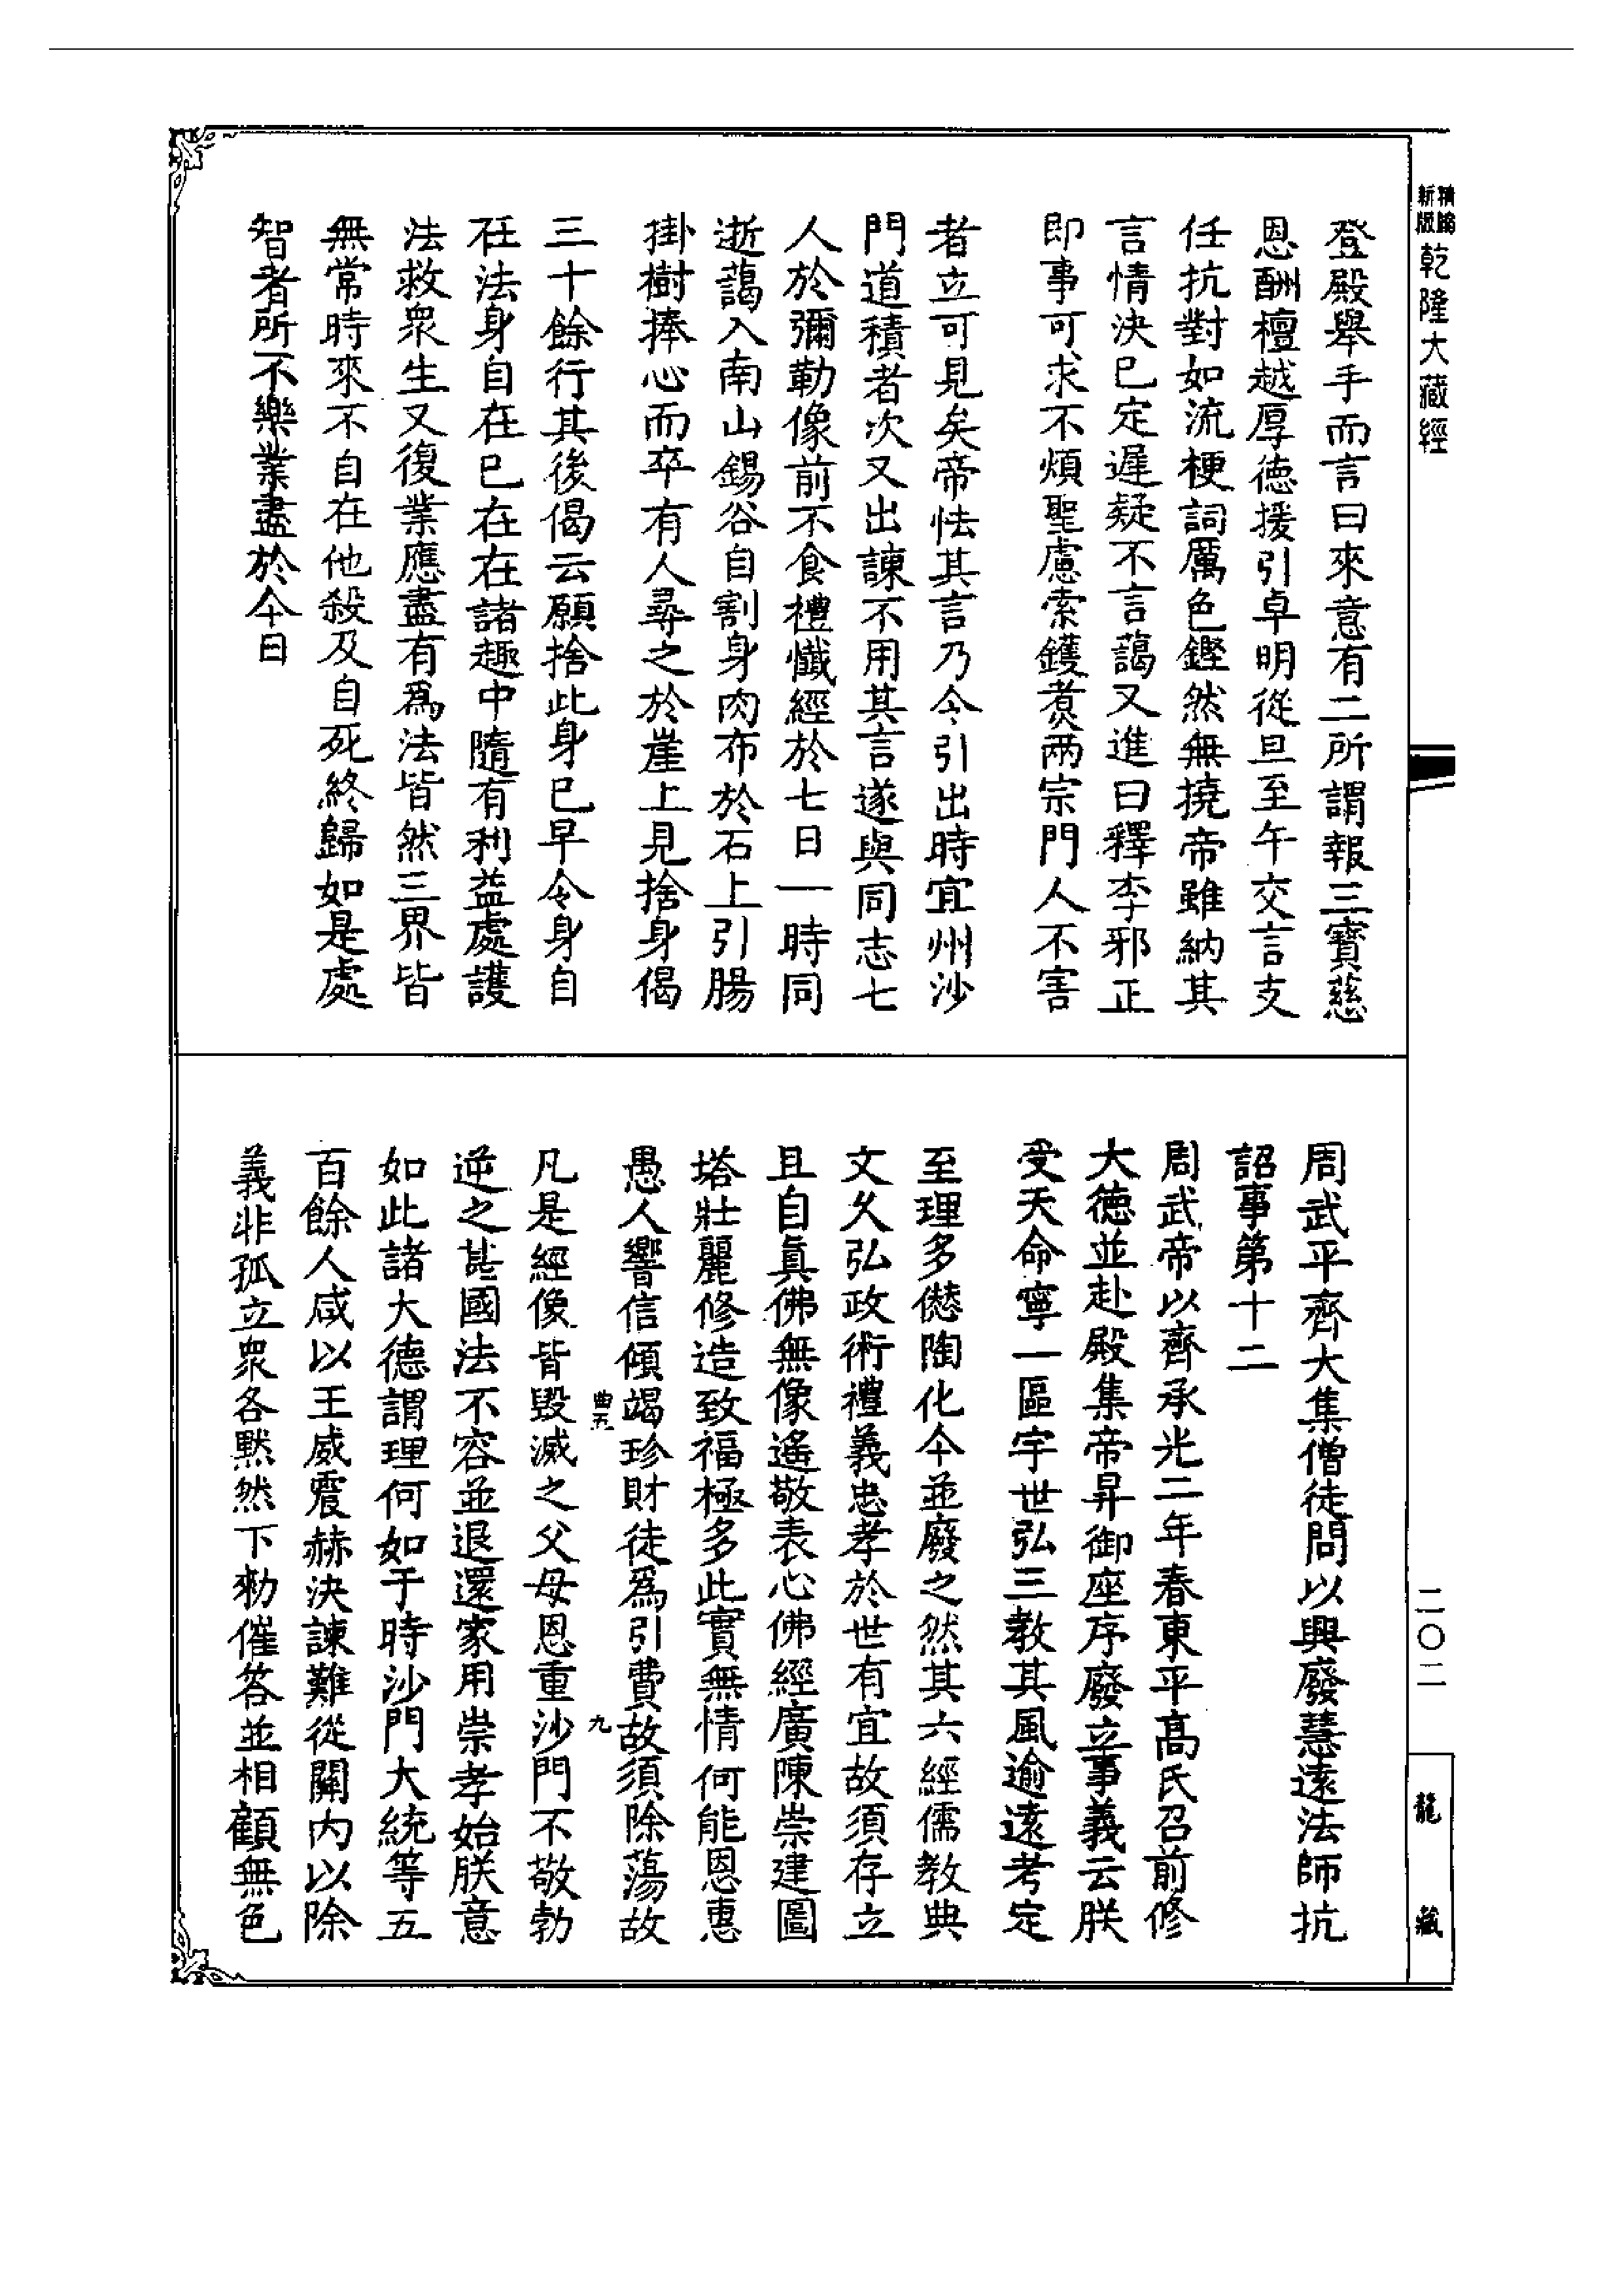 精縮新版乾隆大藏經
登殿舉手而言曰來意有二所謂報三寶慈
恩酬檀越厚德援引卓明從旦至午交言支
任抗對如流梗詞厲色鏗然無撓帝雖納其
言情決已定遲疑不言藹又進曰釋李邪正
即事可求不煩聖慮索鑊煑兩宗門人不害
者立可見矣帝怯其言乃令引出時宜州沙
門道積者次又出諫不用其言遂與同志七
人於彌勒像前不食禮懺經於七日一時同
逝藹入南山錫谷自割身肉布於石上引腸
掛樹捧心而卒有人尋之於崖上見捨身偈
三十餘行其後偈云願捨此身已早令身自
在法身自在已在在諸趣中隨有利益處護
法救衆生又復業應盡有爲法皆然三界皆
無常時來不自在他殺及自死終歸如是處
智者所不樂業盡於今日
周武平齊大集僧徒問以興廢慧遠法師抗
詔事第十二
周武帝以齊承光二年春東平高氏召前修
大德並赴殿集帝昇御座序廢立事義云朕
受天命寧一區宇世弘三教其風逾遠考定
至理多僣陶化今並廢之然其六經儒教典
文久弘政術禮義忠孝於世有宜故須存立
且自眞佛無像遙敬表心佛經廣陳崇建圖
塔壯麗修造致福極多此實無情何能恩惠
愚人響信傾竭珍財徒爲引費故須除蕩故
曲五
九
凡是經像皆毀滅之父母恩重沙門不敬勃
逆之甚國法不容並退還家用崇孝始朕意
如此諸大德謂理何如于時沙門大統等五
百餘人咸以王威震赫決諫難從關內以除
義非孤立衆各默然下勑催答並相顧無色
二〇二
龍
藏